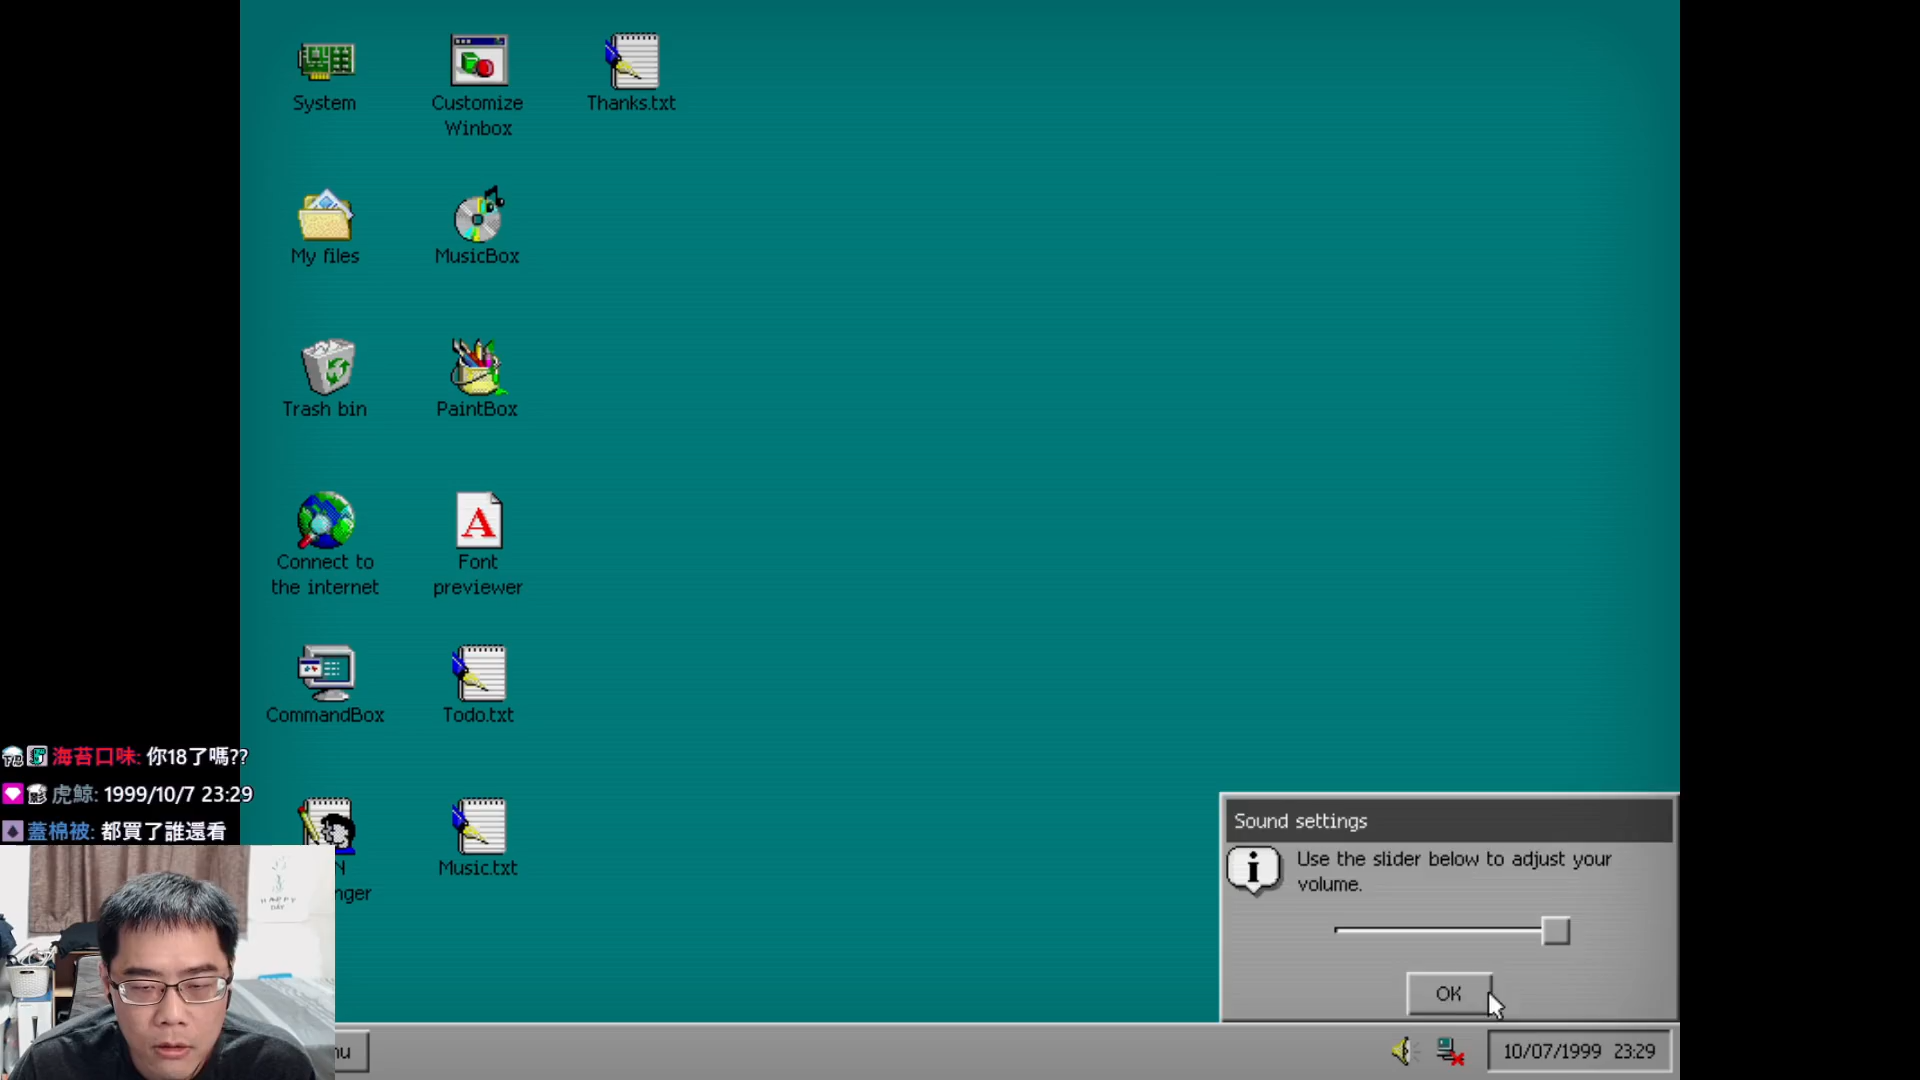 System
Customize
Winbox
Thanks.txt
My files
MusicBox
Trash bin
PaintBox
Connect to
the internet
Font
previewer
CommandBox
Todo.txt
海苔口味: 你18了嗎??
虎鯨: 1999/10/7 23:29
蓋棉被: 都買了誰還看
N
nger
Music.txt
Sound settings
Use the slider below to adjust your
volume.
OK
nu
10/07/1999 23:29